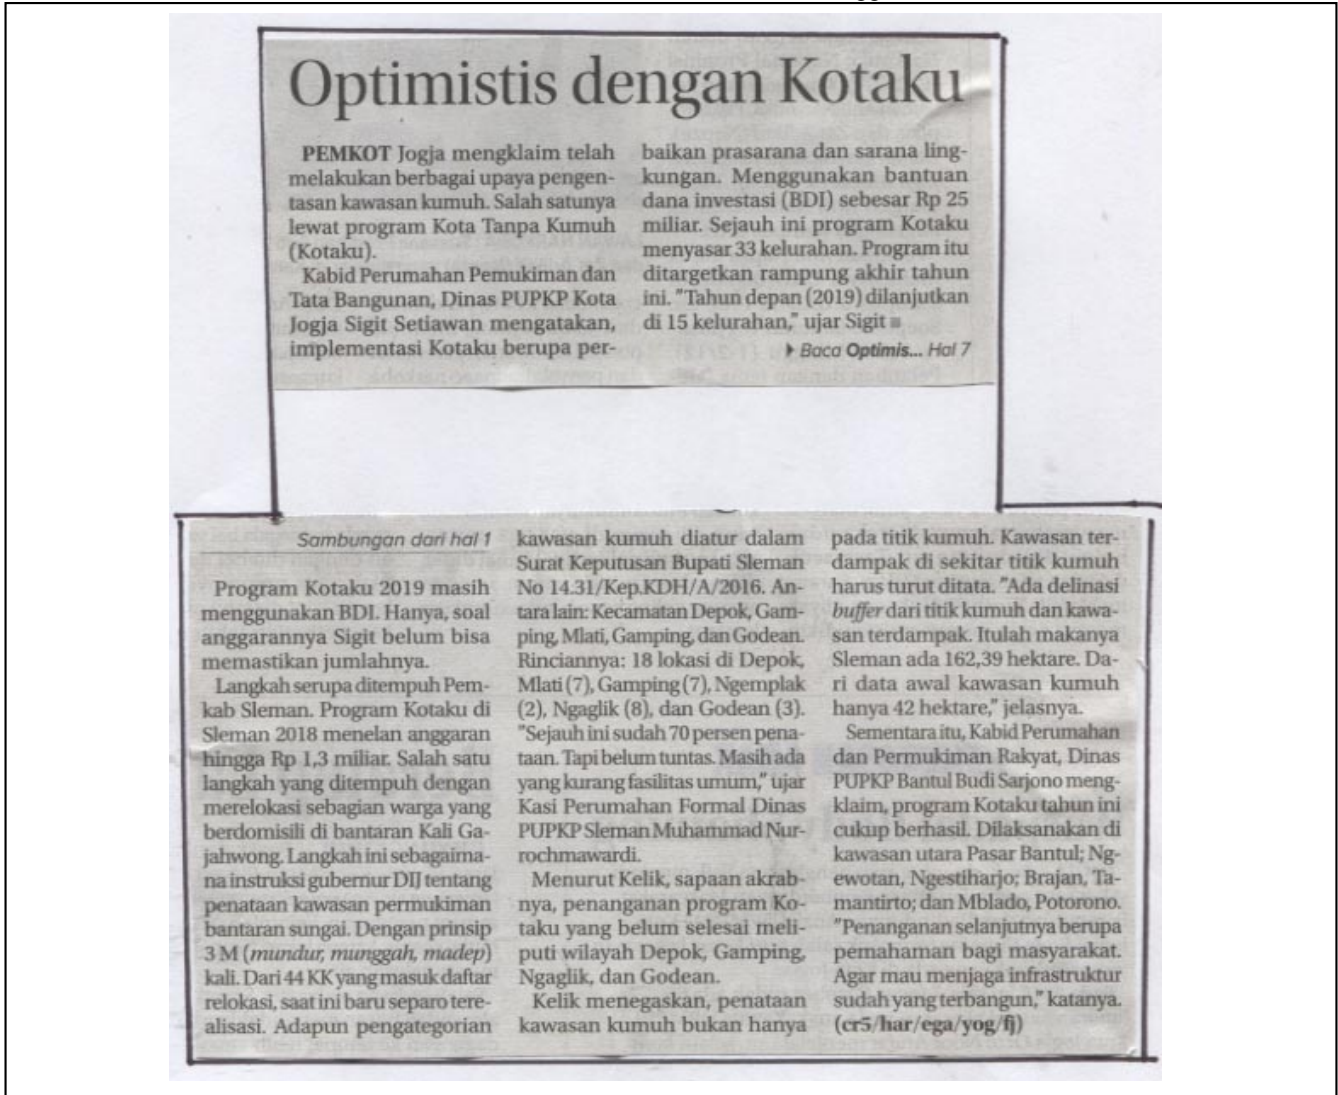 Optimistis dengan Kotaku
PEMKOT Jogja mengklaim telah
melakukan berbagai upaya pengen-
tasan kawasan kumuh. Salah satunya
lewat program Kota Tanpa Kumuh
(Kotaku).
Kabid Perumahan Pemukiman dan
Tata Bangunan, Dinas PUPKP Kota
Jogja Sigit Setiawan mengatakan,
implementasi Kotaku berupa per-
baikan prasarana dan sarana ling-
kungan. Menggunakan bantuan
dana investasi (BDI) sebesar Rp 25
miliar. Sejauh ini program Kotaku
menyasar 33 kelurahan. Program itu
ditargetkan rampung akhir tahun
ini. "Tahun depan (2019) dilanjutkan
di 15 kelurahan," ujar Sigit
Baca Optimis... Hal 7
Sambungan dari hal 1
Program Kotaku 2019 masih
menggunakan BDI. Hanya, soal
anggarannya Sigit belum bisa
memastikan jumlahnya.
Langkah serupa ditempuh Pem-
kab Sleman. Program Kotaku di
Sleman 2018 menelan anggaran
hingga Rp 1,3 miliar. Salah satu
langkah yang ditempuh dengan
merelokasi sebagian warga yang
berdomisili di bantaran Kali Ga-
jahwong. Langkah ini sebagaima-
na instruksi gubernur DIJ tentang
penataan kawasan permukiman
bantaran sungai. Dengan prinsip
3 M (mundur, munggah, madep)
kali. Dari 44 KK yang masuk daftar
relokasi, saat ini baru separo tere-
alisasi. Adapun pengategorian
kawasan kumuh diatur dalam
Surat Keputusan Bupati Sleman
No 14.31/Kep.KDH/A/2016. An-
tara lain: Kecamatan Depok, Gam-
ping, Mlati, Gamping, dan Godean.
Rinciannya: 18 lokasi di Depok,
Mlati (7), Gamping (7), Ngemplak
(2), Ngaglik (8), dan Godean (3).
"Sejauh ini sudah 70 persen pena-
taan. Tapi belum tuntas. Masih ada
yang kurang fasilitas umum," ujar
Kasi Perumahan Formal Dinas
PUPKP Sleman Muhammad Nur-
rochmawardi.
Menurut Kelik, sapaan akrab-
nya, penanganan program Ko-
taku yang belum selesai meli-
puti wilayah Depok, Gamping,
Ngaglik, dan Godean.
Kelik menegaskan, penataan
kawasan kumuh bukan hanya
pada titik kumuh. Kawasan ter-
dampak di sekitar titik kumuh
harus turut ditata. "Ada delinasi
buffer dari titik kumuh dan kawa-
san terdampak. Itulah makanya
Sleman ada 162,39 hektare. Da-
ri data awal kawasan kumuh
hanya 42 hektare," jelasnya.
Sementara itu, Kabid Perumahan
dan Permukiman Rakyat, Dinas
PUPKP Bantul Budi Sarjono meng-
klaim, program Kotaku tahun ini
cukup berhasil. Dilaksanakan di
kawasan utara Pasar Bantul; Ng-
ewotan, Ngestiharjo; Brajan, Ta-
mantirto; dan Mblado, Potorono.
"Penanganan selanjutnya berupa
pemahaman bagi masyarakat.
Agar mau menjaga infrastruktur
sudah yang terbangun," katanya.
(cr5/har/ega/yog/fj)